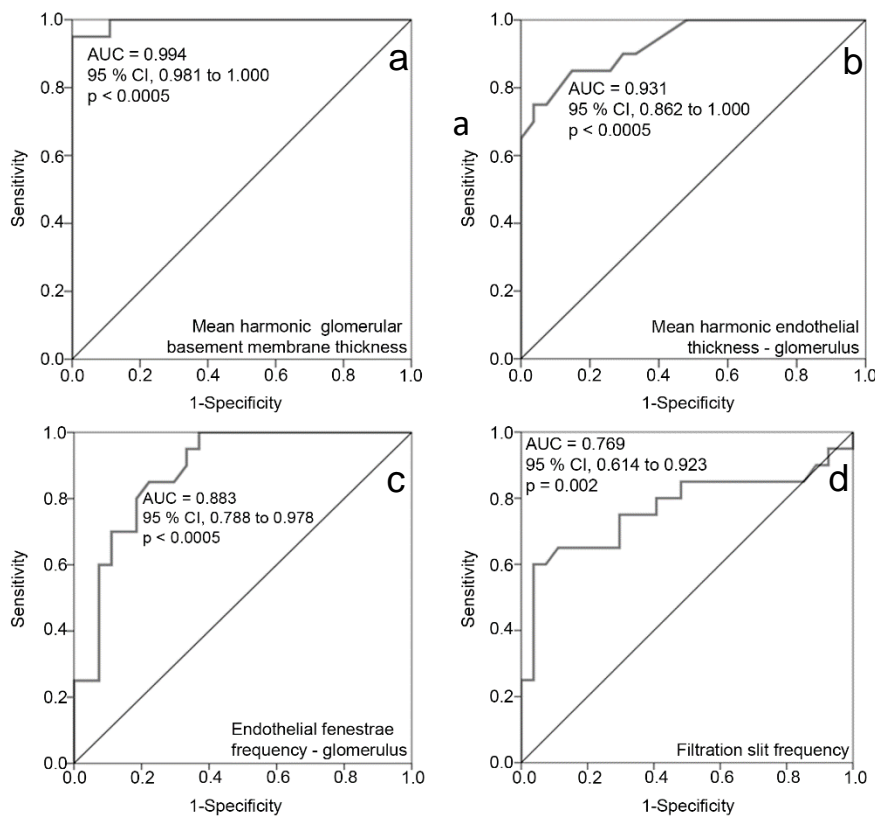 1.0
0.8
0.6
0.4
0.2
0.0
Sensitivity
AUC = 0.994
95 % CI, 0.981 to 1.000
p < 0.0005
a
Mean harmonic glomerular
basement membrane thickness
0.0 0.2 0.4 0.6 0.8 1.0
1-Specificity
a
1.0
0.8
0.6
0.4
0.2
0.0
Sensitivity
AUC = 0.931
95 % CI, 0.862 to 1.000
p < 0.0005
b
Mean harmonic endothelial
thickness - glomerulus
0.0 0.2 0.4 0.6 0.8 1.0
1-Specificity
1.0
0.8
0.6
0.4
0.2
0.0
Sensitivity
AUC = 0.883
95 % CI, 0.788 to 0.978
p < 0.0005
c
Endothelial fenestrae
frequency - glomerulus
0.0 0.2 0.4 0.6 0.8 1.0
1-Specificity
1.0
0.8
0.6
0.4
0.2
0.0
Sensitivity
AUC = 0.769
95 % CI, 0.614 to 0.923
p = 0.002
d
Filtration slit frequency
0.0 0.2 0.4 0.6 0.8 1.0
1-Specificity